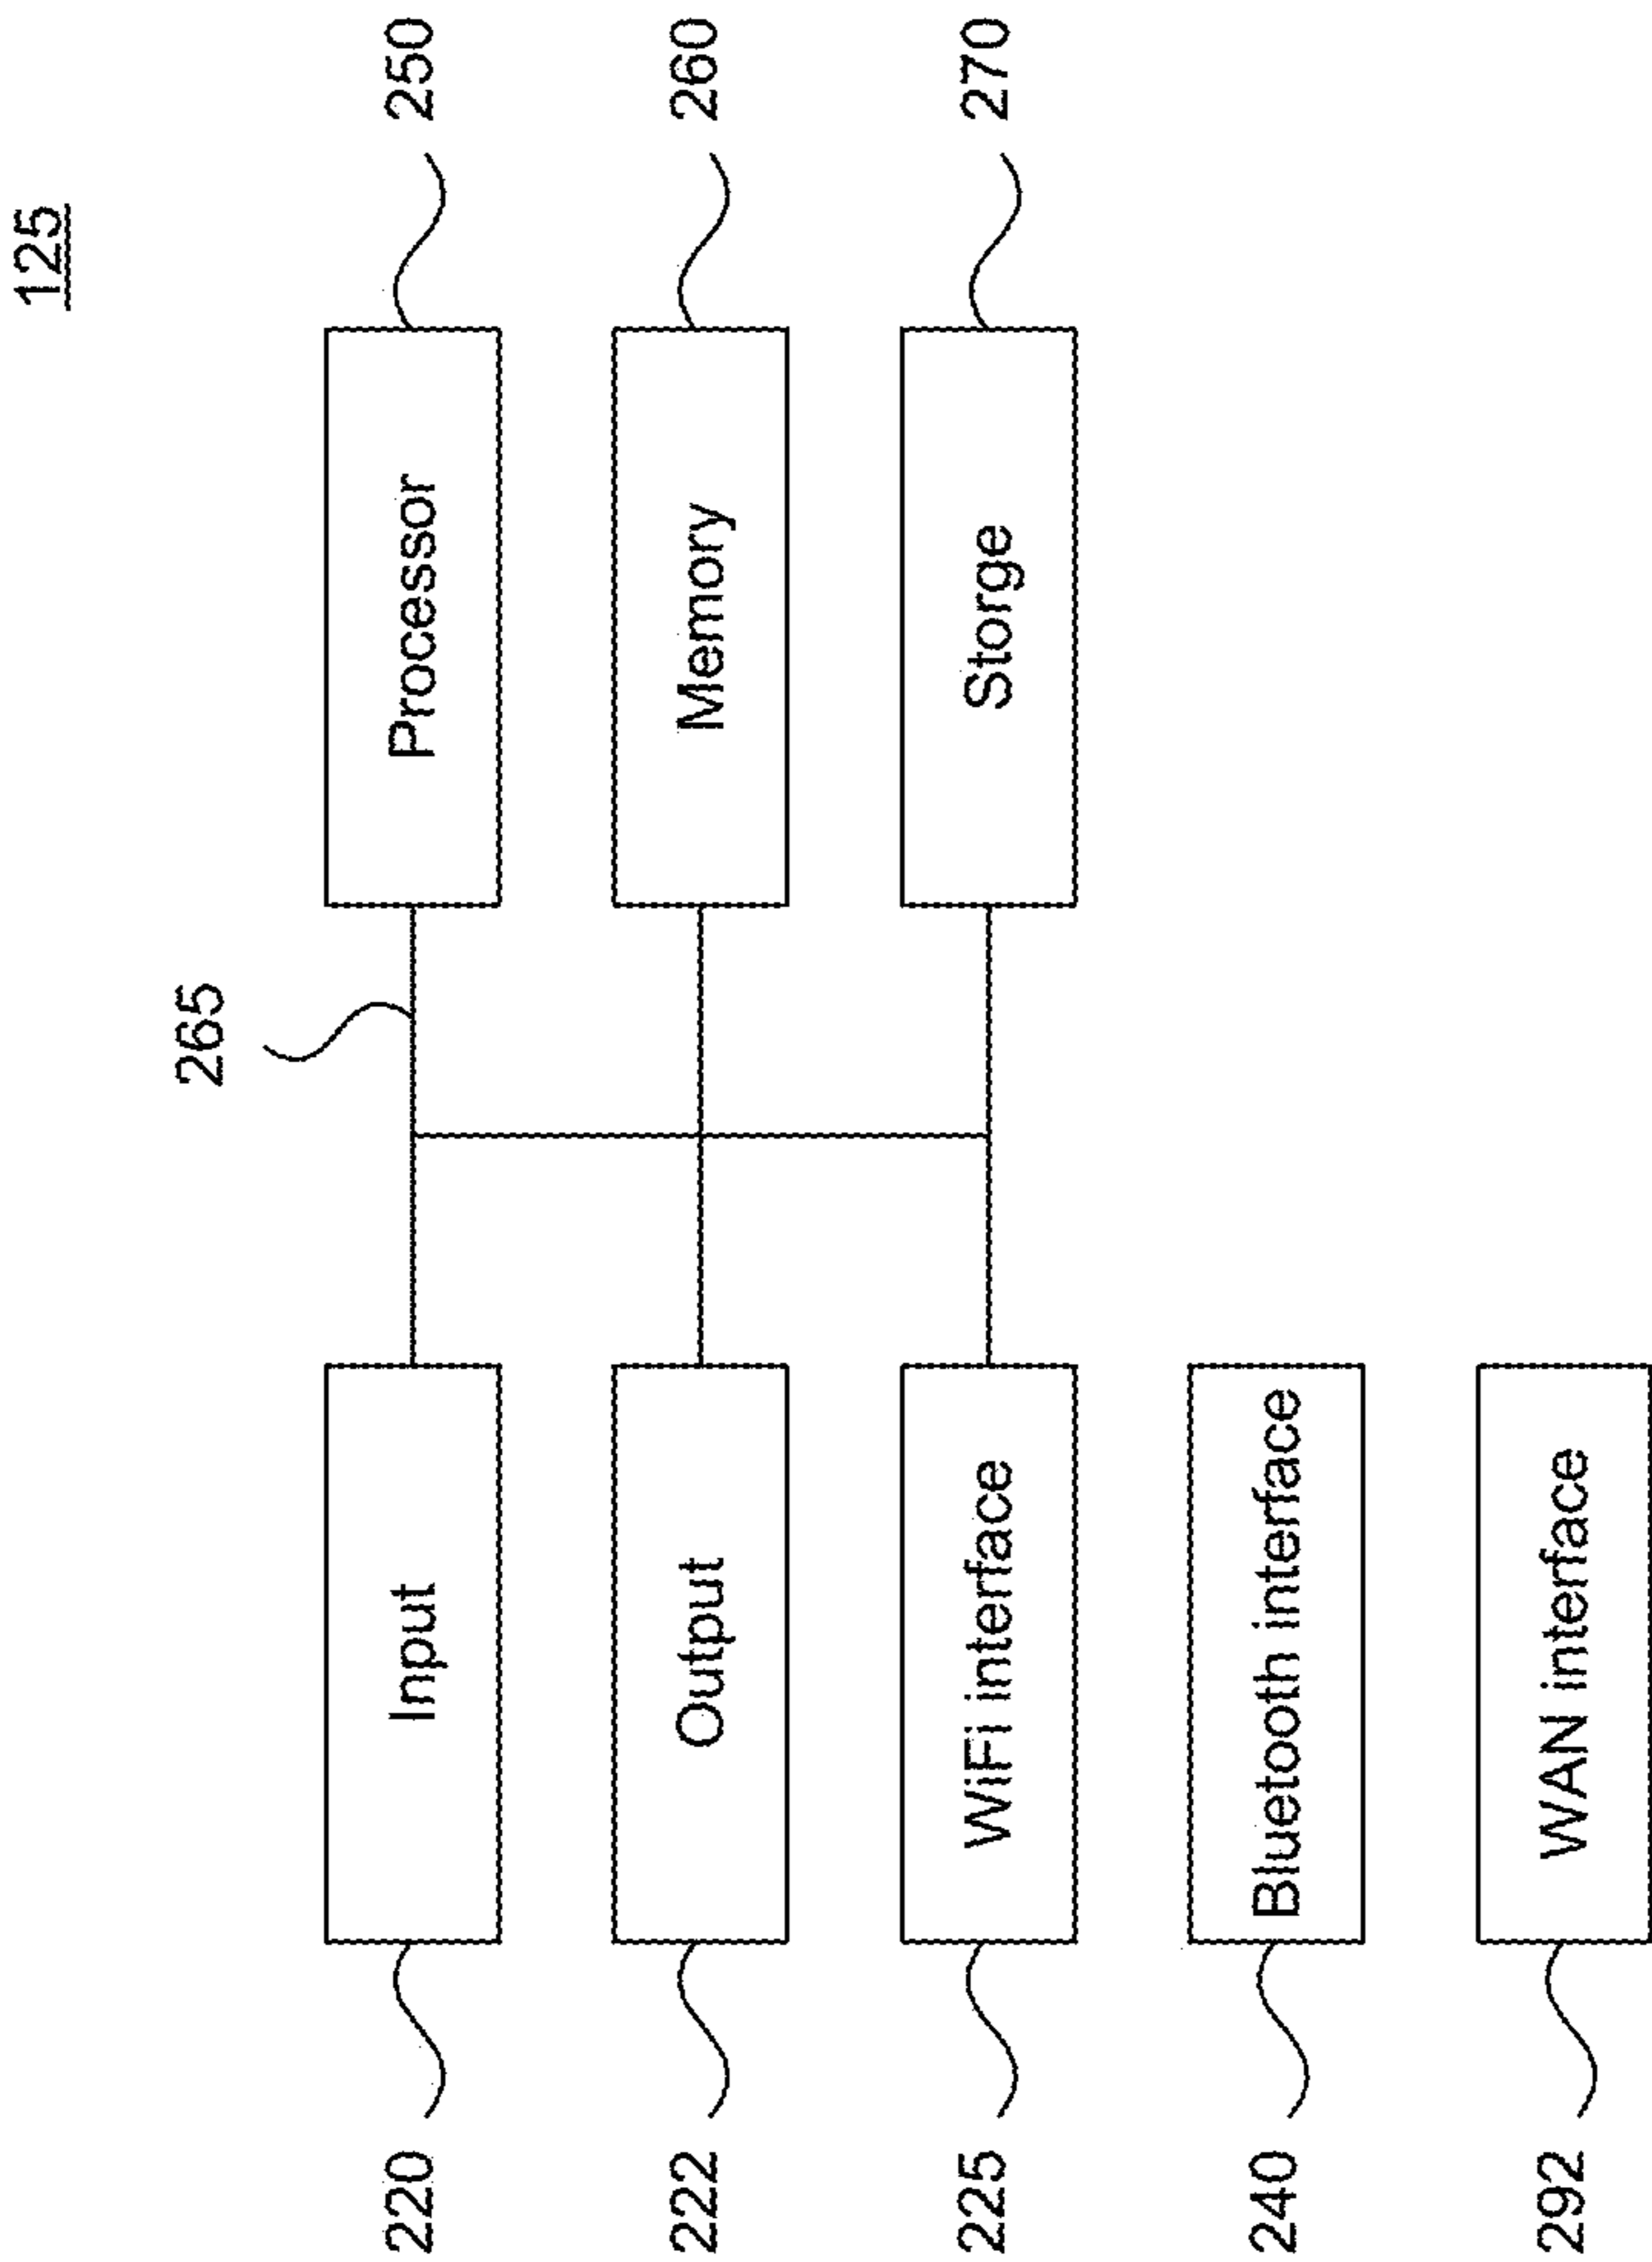 125
265
220
Input
Processor
250
222
Output
Memory
260
225
WiFi interface
Storge
270
240
Bluetooth interface
292
WAN interface